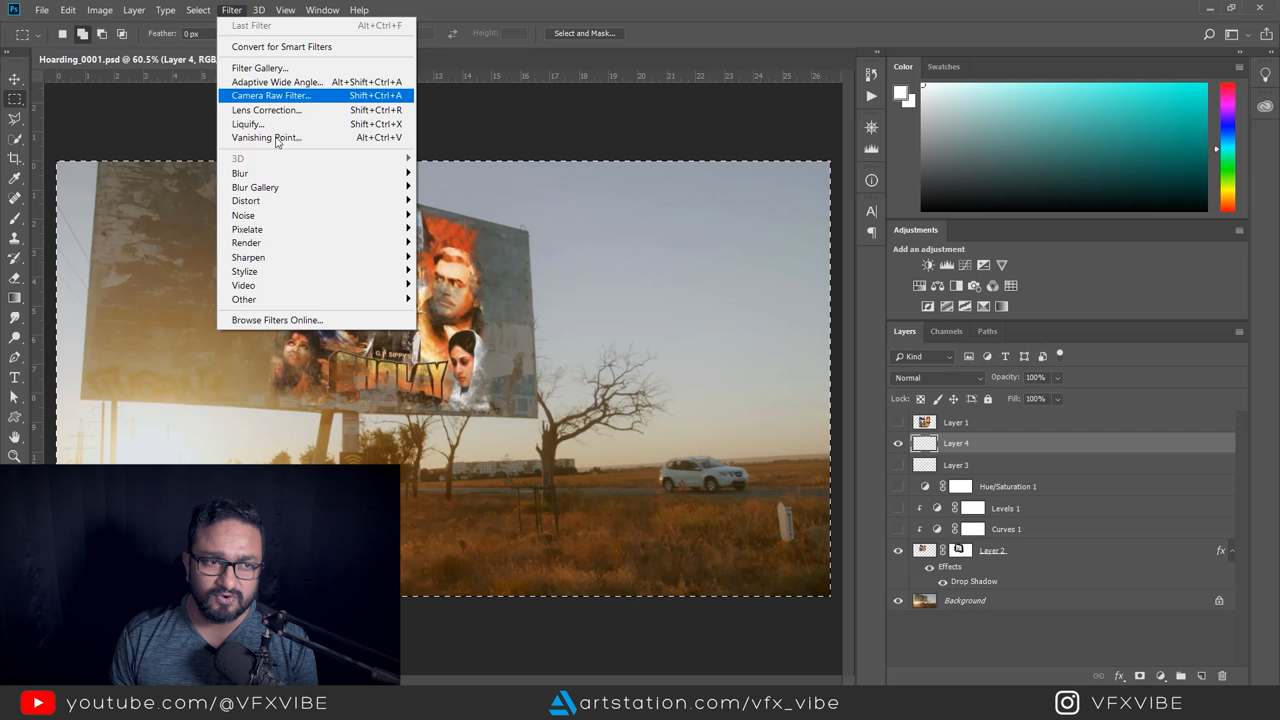 Ps File Edit Image Layer Type Select Filter 3D View Window Help
Feather: 0 px Height: Select and Mask...
Hoarding_0001.psd @ 60.5% (Layer 4, RGB
Last Filter Alt+Ctrl+F
Convert for Smart Filters
Filter Gallery...
Adaptive Wide Angle... Alt+Shift+Ctrl+A
Camera Raw Filter... Shift+Ctrl+A
Lens Correction... Shift+Ctrl+R
Liquify... Shift+Ctrl+X
Vanishing Point... Alt+Ctrl+V
3D
Blur
Blur Gallery
Distort
Noise
Pixelate
Render
Sharpen
Stylize
Video
Other
Browse Filters Online...
G.P. SIPPY'S
SHOLAY
Color Swatches
Adjustments
Add an adjustment
Layers Channels Paths
Kind
Normal Opacity: 100%
Lock: Fill: 100%
Layer 1
Layer 4
Layer 3
Hue/Saturation 1
Levels 1
Curves 1
Layer 2 fx
Effects
Drop Shadow
Background
youtube.com/@VFXVIBE artstation.com/vfx_vibe VFXVIBE